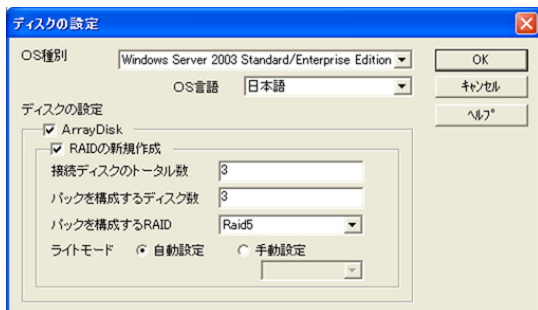 ディスクの設定
OS種別 Windows Server 2003 Standard/Enterprise Edition OK
OS言語 日本語 キャンセル
ディスクの設定 ヘルプ
ArrayDisk
RAIDの新規作成
接続ディスクのトータル数 3
パックを構成するディスク数 3
パックを構成するRAID Raid5
ライトモード 自動設定 手動設定